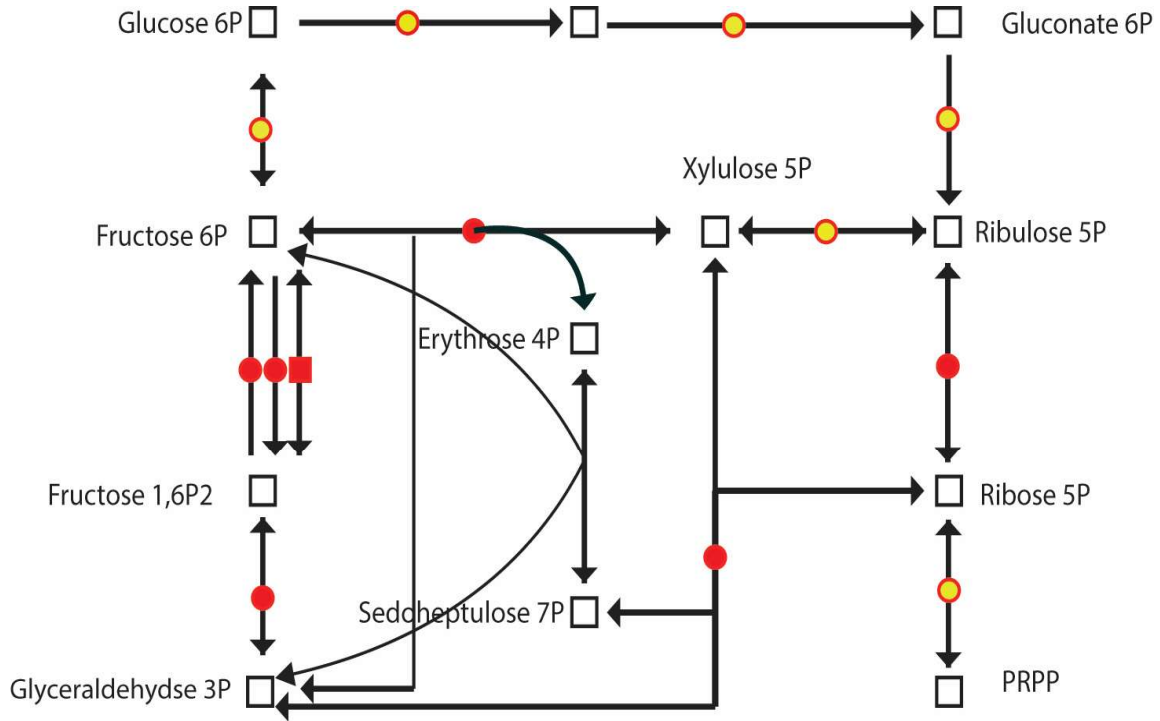 Glucose 6P
Gluconate 6P
Xylulose 5P
Fructose 6P
Ribulose 5P
Erythrose 4P
Fructose 1,6P2
Ribose 5P
Sedoheptulose 7P
Glyceraldehydse 3P
PRPP